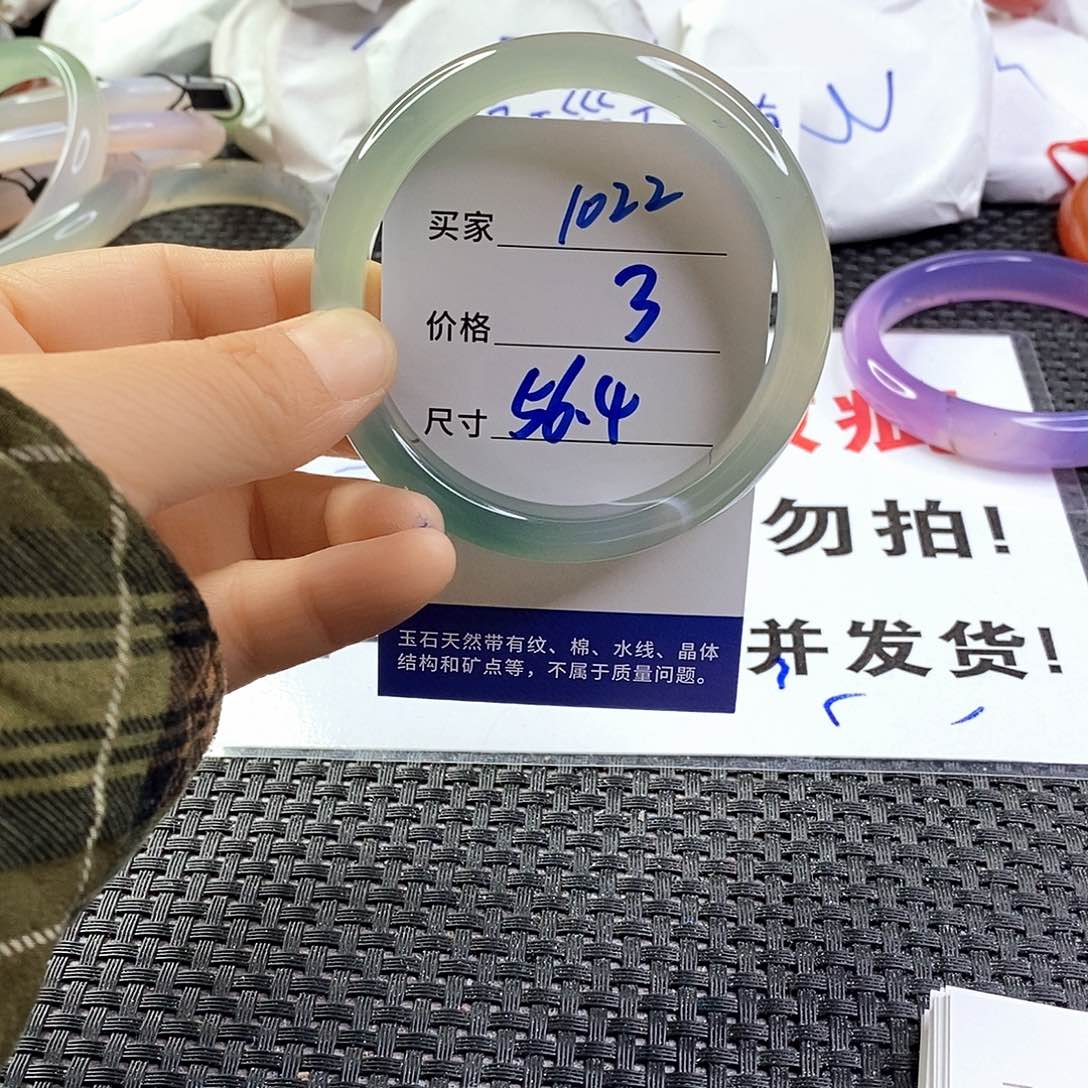 买家 1022
价格 3
尺寸 56.4
玉石天然带有纹、棉、水线、晶体
结构和矿点等，不属于质量问题。
勿拍！
并发货！